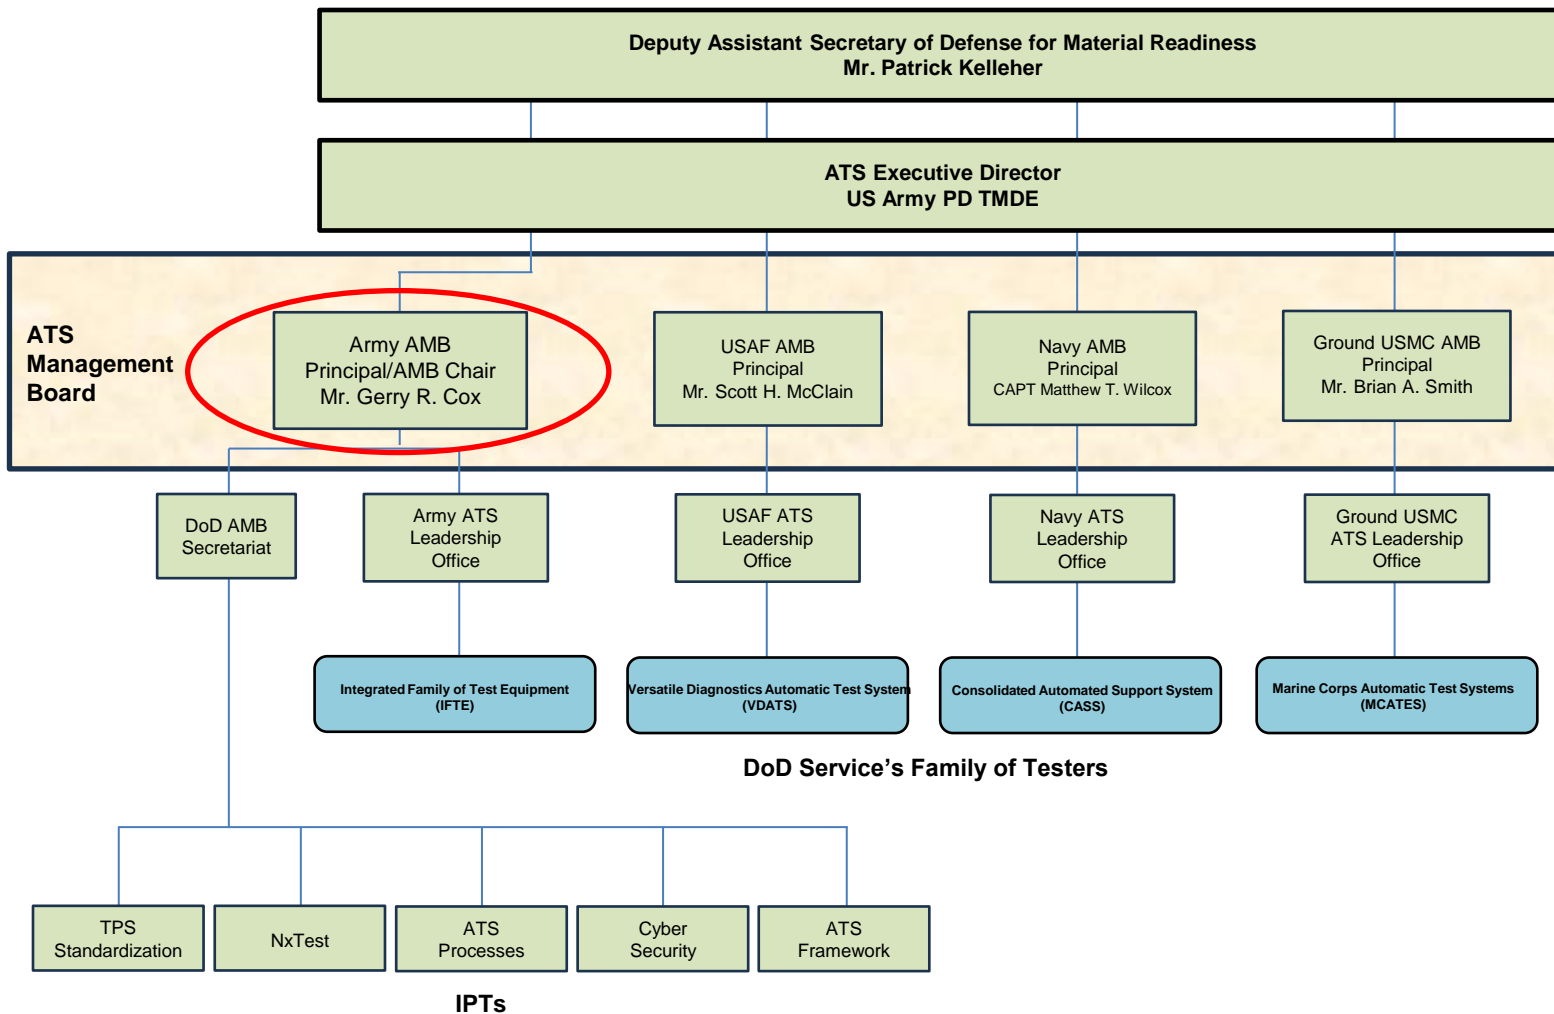 Deputy Assistant Secretary of Defense for Material Readiness
Mr. Patrick Kelleher
ATS Executive Director
US Army PD TMDE
ATS
Management
Board
Army AMB
Principal/AMB Chair
Mr. Gerry R. Cox
USAF AMB
Principal
Mr. Scott H. McClain
Navy AMB
Principal
CAPT Matthew T. Wilcox
Ground USMC AMB
Principal
Mr. Brian A. Smith
DoD AMB
Secretariat
Army ATS
Leadership
Office
USAF ATS
Leadership
Office
Navy ATS
Leadership
Office
Ground USMC
ATS Leadership
Office
Integrated Family of Test Equipment
(IFTE)
Versatile Diagnostics Automatic Test System
(VDATS)
Consolidated Automated Support System
(CASS)
Marine Corps Automatic Test Systems
(MCATES)
DoD Service’s Family of Testers
TPS
Standardization
NxTest
ATS
Processes
Cyber
Security
ATS
Framework
IPTs